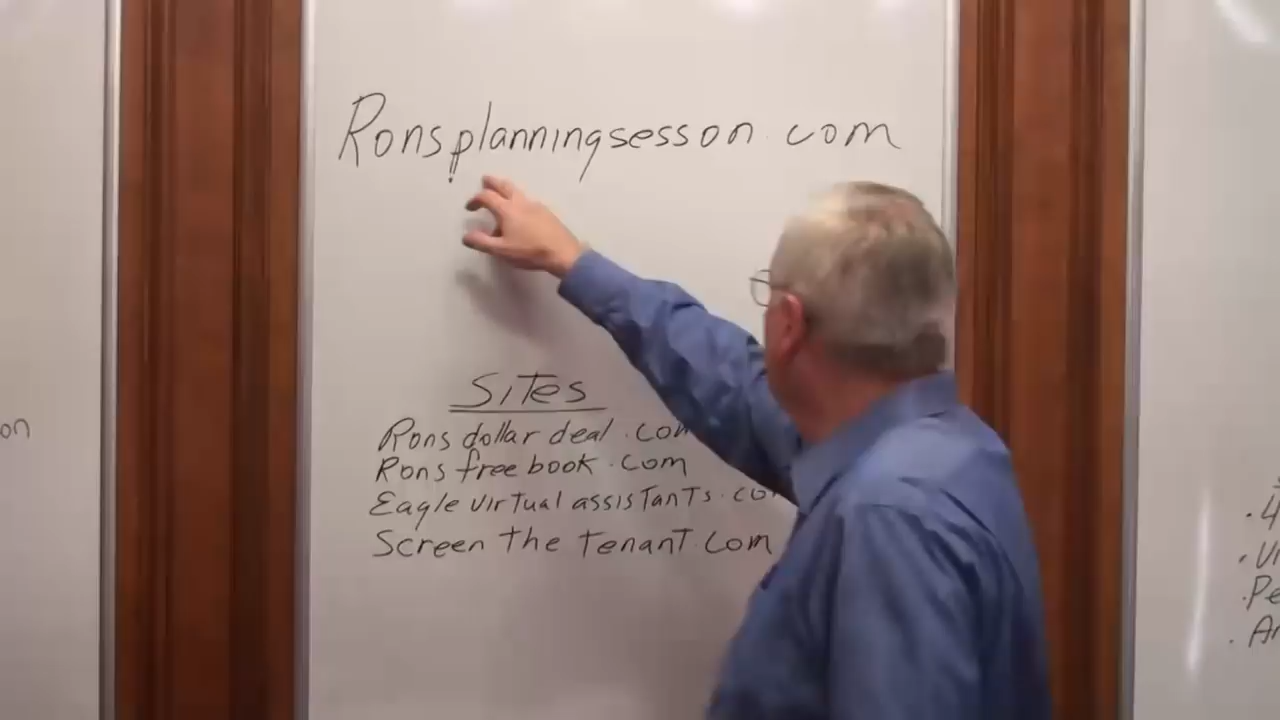 Ronsplanningsesson.com
Sites
Rons dollar deal .com
Rons free book .com
Eagle virtual assistants.com
Screen the tenant.com
on